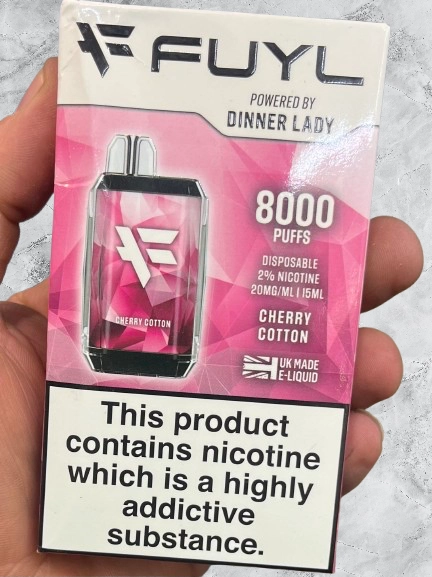 FUYL
POWERED BY
DINNER LADY
8000
PUFFS
DISPOSABLE
2% NICOTINE
20MG/ML | 15ML
CHERRY
COTTON
UK MADE
E-LIQUID
CHERRY COTTON
This product
contains nicotine
which is a highly
addictive
substance.